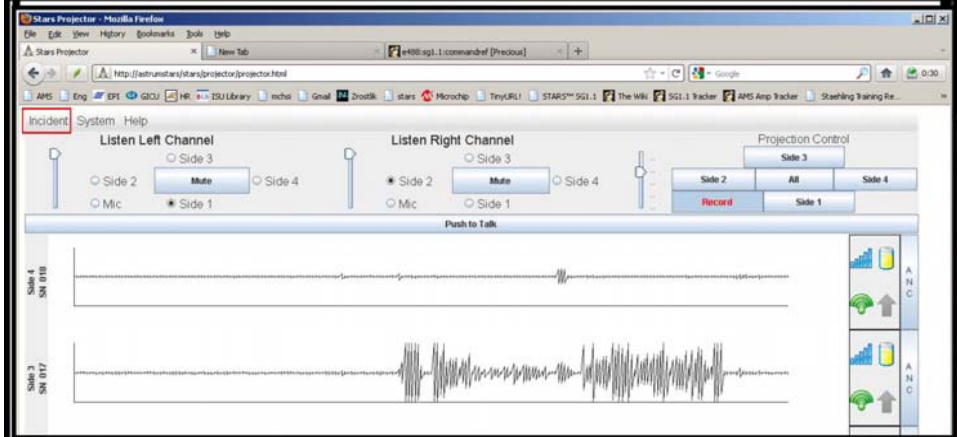 Stars Projector - Mozilla Firefox
File Edit View History Bookmarks Tools Help
Stars Projector New Tab e488:sg1.1:commandref [Precious]
http://astrumstars/stars/projector/projector.html Google 0:30
AMS Eng EPI GICU HR ISU Library mchsi Gmail Zrostlik stars Microchip TinyURL! STARS™ SG1.1 The Wiki SG1.1 Tracker AMS Amp Tracker Staehling Training Re...
Incident System Help
Listen Left Channel Listen Right Channel Projection Control
Side 3 Side 3 Side 3
Side 2 Mute Side 4 Side 2 Mute Side 4 Side 2 All Side 4
Mic Side 1 Mic Side 1 Record Side 1
Push to Talk
Side 4
SN 018
ANC
Side 3
SN 017
ANC